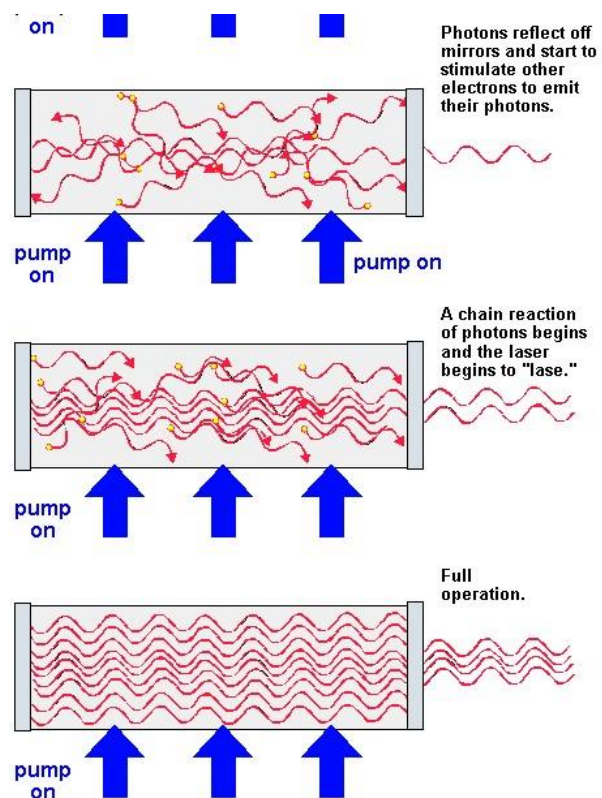 on
Photons reflect off
mirrors and start to
stimulate other
electrons to emit
their photons.
pump
on
pump on
A chain reaction
of photons begins
and the laser
begins to "lase."
pump
on
Full
operation.
pump
on